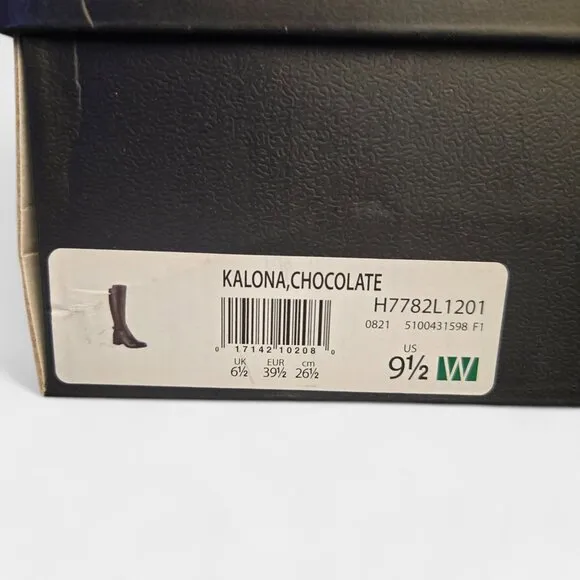 KALONA,CHOCOLATE
H7782L1201
0821 5100431598 F1
0 17142 10208 0
UK EUR cm US
6½ 39½ 26½ 9½ W